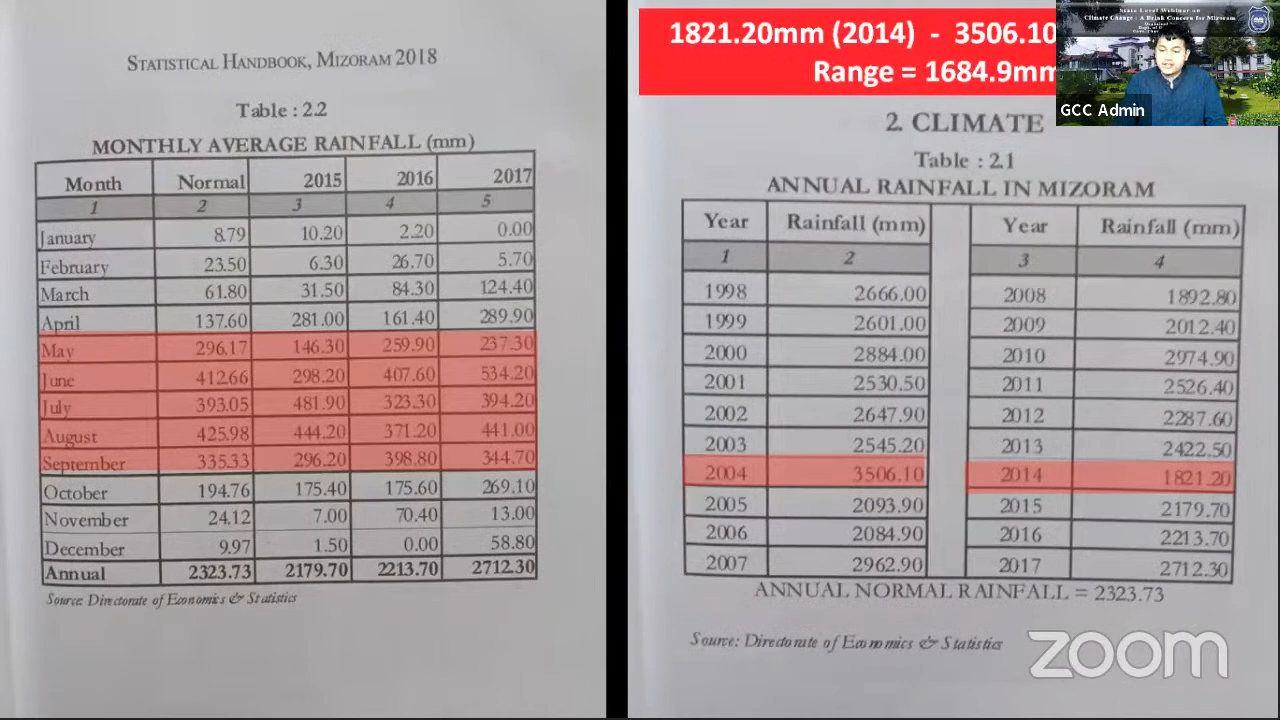 STATISTICAL HANDBOOK, MIZORAM 2018
Table : 2.2
MONTHLY AVERAGE RAINFALL (mm)
Month Normal 2015 2016 2017
1 2 3 4 5
January 8.79 10.20 2.20 0.00
February 23.50 6.30 26.70 5.70
March 61.80 31.50 84.30 124.40
April 137.60 281.00 161.40 289.90
May 296.17 146.30 259.90 237.30
June 412.66 298.20 407.60 534.20
July 393.05 481.90 323.30 394.20
August 425.98 444.20 371.20 441.00
September 335.33 296.20 398.80 344.70
October 194.76 175.40 175.60 269.10
November 24.12 7.00 70.40 13.00
December 9.97 1.50 0.00 58.80
Annual 2323.73 2179.70 2213.70 2712.30
Source: Directorate of Economics & Statistics
1821.20mm (2014) - 3506.10
Range = 1684.9mm
State Level Webinar on
Climate Change : A Brink Concern for Mizoram
GCC Admin
2. CLIMATE
Table : 2.1
ANNUAL RAINFALL IN MIZORAM
Year Rainfall (mm) Year Rainfall (mm)
1 2 3 4
1998 2666.00 2008 1892.80
1999 2601.00 2009 2012.40
2000 2884.00 2010 2974.90
2001 2530.50 2011 2526.40
2002 2647.90 2012 2287.60
2003 2545.20 2013 2422.50
2004 3506.10 2014 1821.20
2005 2093.90 2015 2179.70
2006 2084.90 2016 2213.70
2007 2962.90 2017 2712.30
ANNUAL NORMAL RAINFALL = 2323.73
Source: Directorate of Economics & Statistics
zoom